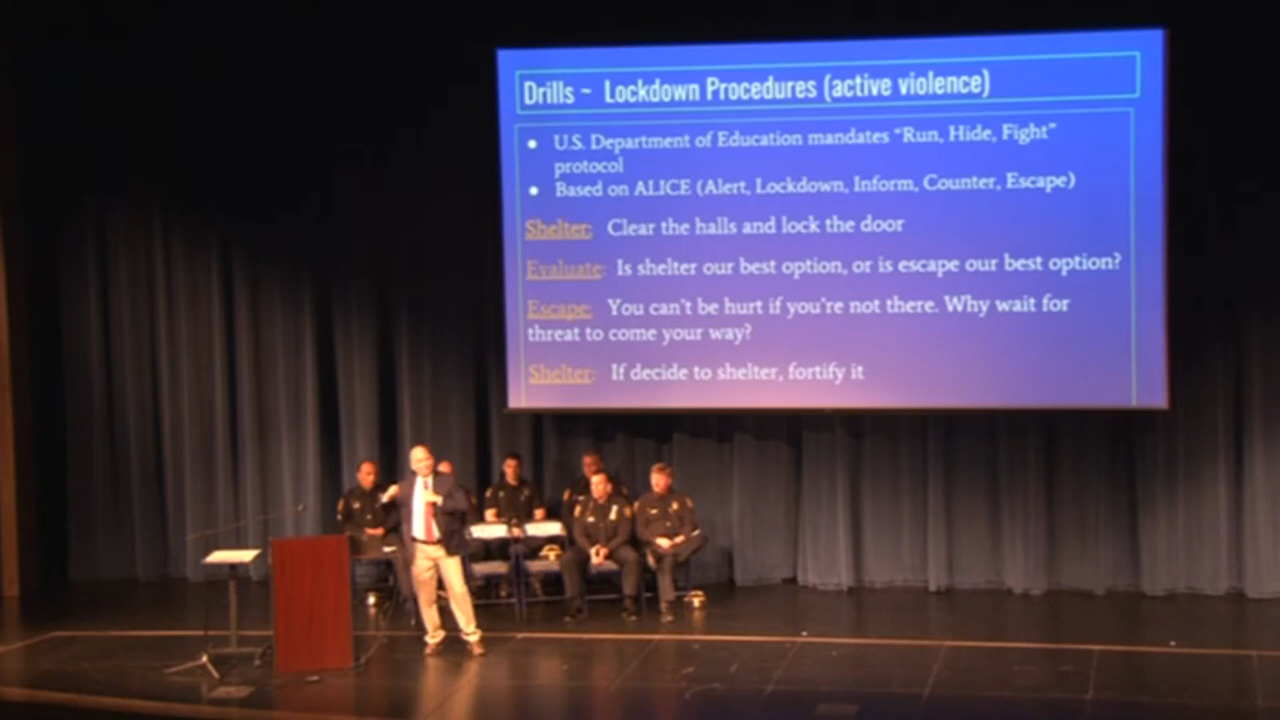 Drills ~ Lockdown Procedures (active violence)
● U.S. Department of Education mandates “Run, Hide, Fight”
protocol
● Based on ALICE (Alert, Lockdown, Inform, Counter, Escape)
Shelter: Clear the halls and lock the door
Evaluate: Is shelter our best option, or is escape our best option?
Escape: You can't be hurt if you're not there. Why wait for
threat to come your way?
Shelter: If decide to shelter, fortify it